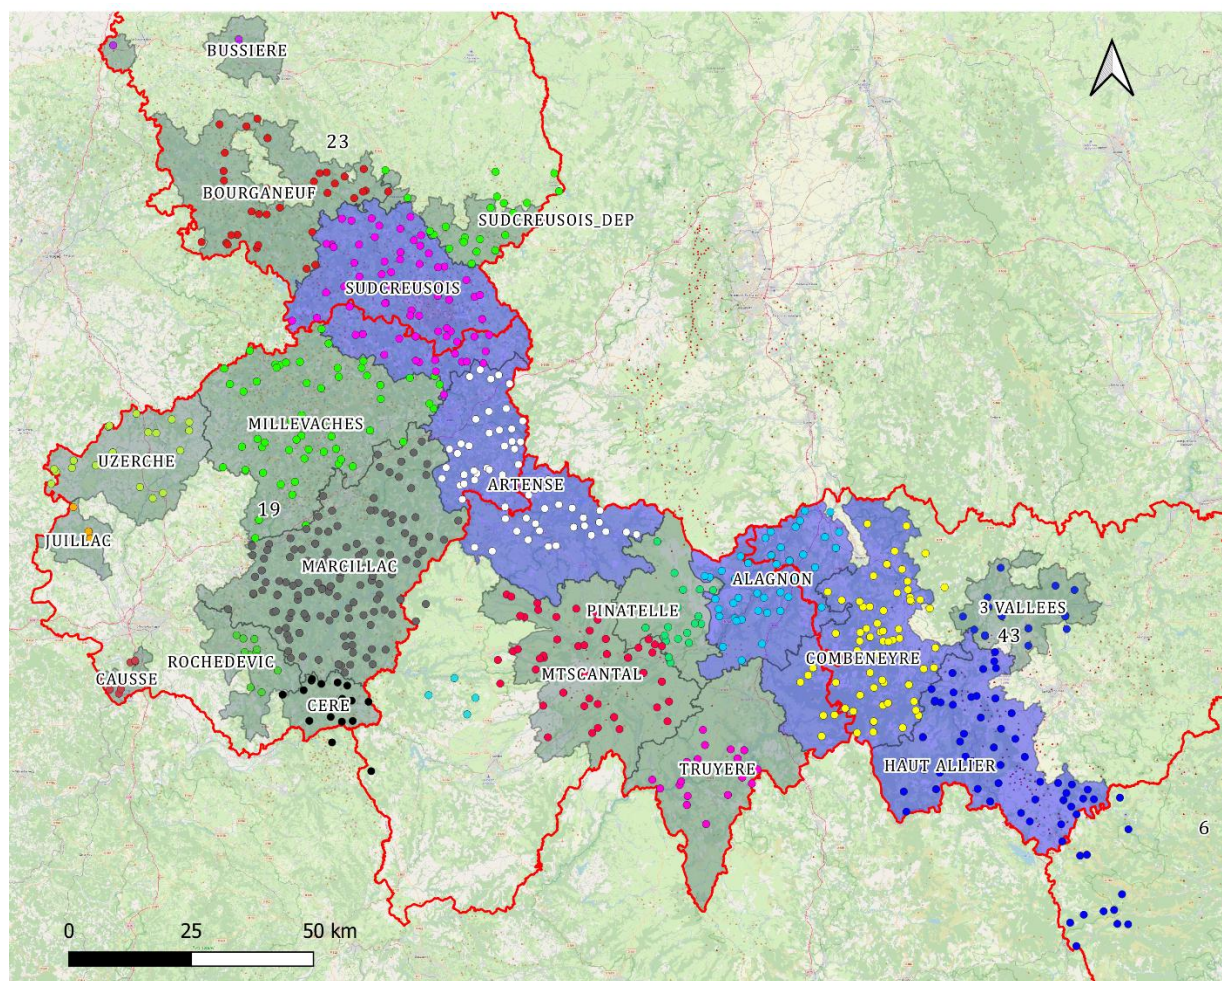 BUSSIERE
23
BOURGANEUF
SUDCREUSOIS_DEP
SUDCREUSOIS
MILLEVACHES
UZERCHE
ARTENSE
19
JUILLAC
MARCILLAC
ALAGNON
PINATELLE
3 VALLEES
43
ROCHEDEVIC
COMBENEYRE
CAUSSE
MTSCANTAL
CERE
HAUT ALLIER
TRUYERE
6
0 25 50 km